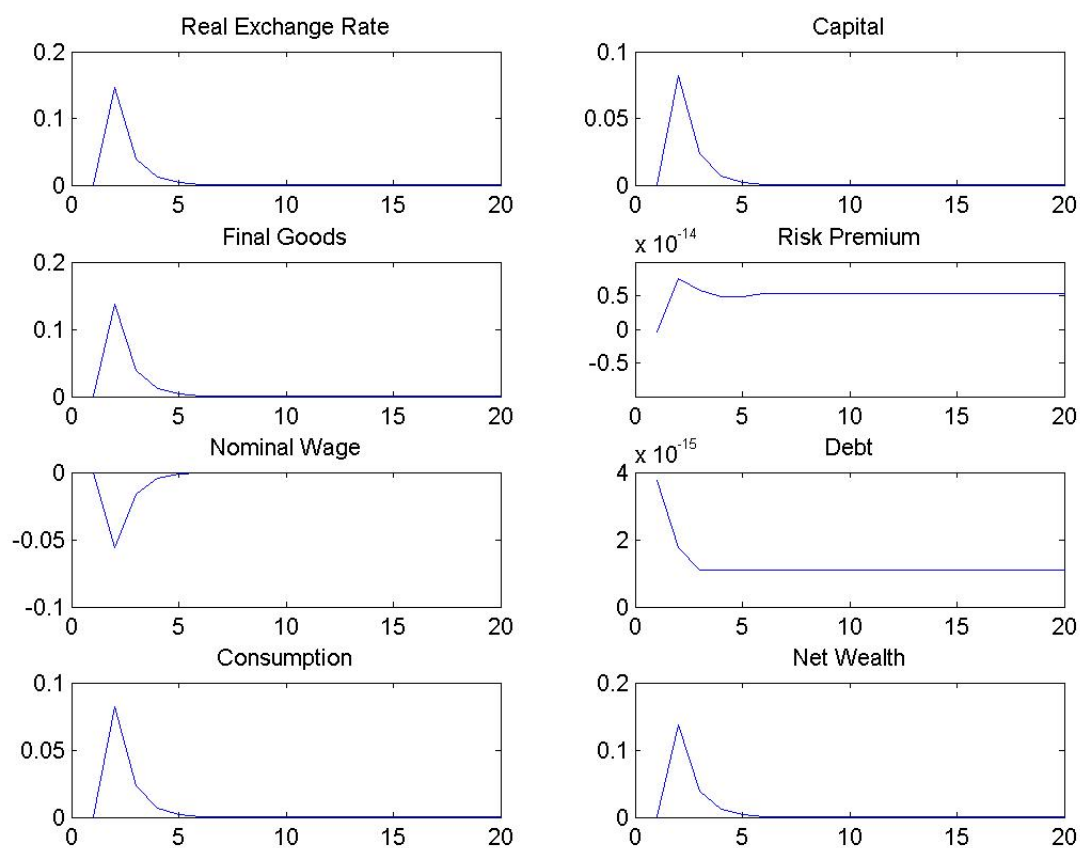 Real Exchange Rate
0.2
0.1
0
0 5 10 15 20
Capital
0.1
0.05
0
0 5 10 15 20
Final Goods
0.2
0.1
0
0 5 10 15 20
Risk Premium
x 10-14
0.5
0
-0.5
0 5 10 15 20
Nominal Wage
0
-0.05
-0.1
0 5 10 15 20
Debt
x 10-15
4
2
0
0 5 10 15 20
Consumption
0.1
0.05
0
0 5 10 15 20
Net Wealth
0.2
0.1
0
0 5 10 15 20